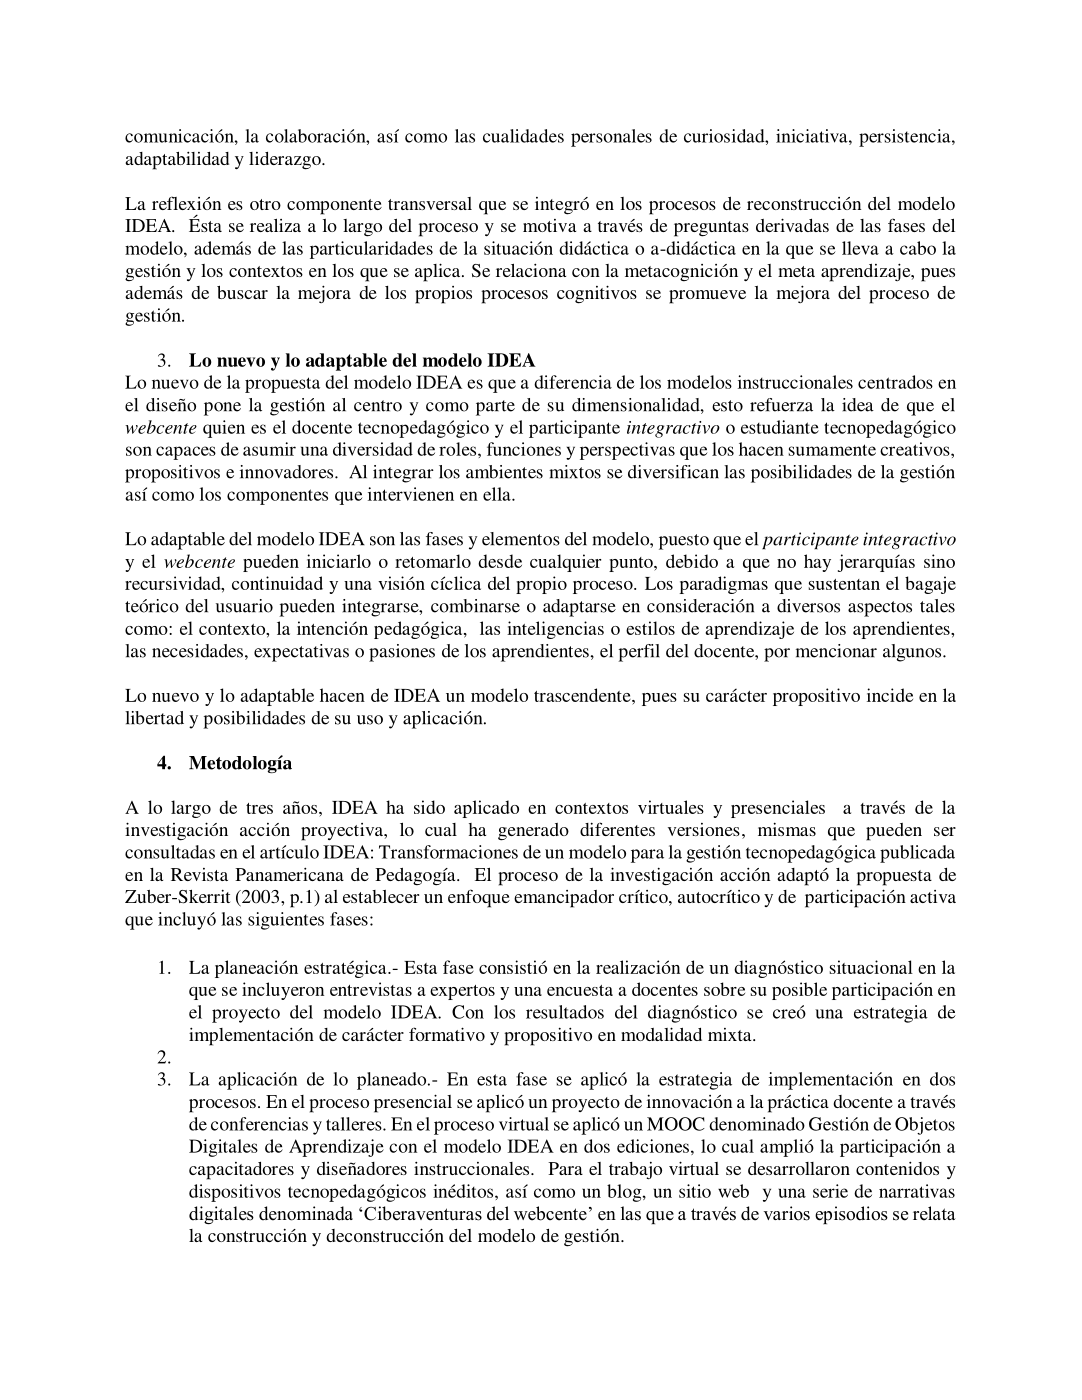 comunicación, la colaboración, así como las cualidades personales de curiosidad, iniciativa, persistencia,
adaptabilidad y liderazgo.
La reflexión es otro componente transversal que se integró en los procesos de reconstrucción del modelo
IDEA.  Ésta se realiza a lo largo del proceso y se motiva a través de preguntas derivadas de las fases del
modelo, además de las particularidades de la situación didáctica o a-didáctica en la que se lleva a cabo la
gestión y los contextos en los que se aplica. Se relaciona con la metacognición y el meta aprendizaje, pues
además de buscar la mejora de los propios procesos cognitivos se promueve la mejora del proceso de
gestión.
3. Lo nuevo y lo adaptable del modelo IDEA
Lo nuevo de la propuesta del modelo IDEA es que a diferencia de los modelos instruccionales centrados en
el diseño pone la gestión al centro y como parte de su dimensionalidad, esto refuerza la idea de que el
webcente quien es el docente tecnopedagógico y el participante integractivo o estudiante tecnopedagógico
son capaces de asumir una diversidad de roles, funciones y perspectivas que los hacen sumamente creativos,
propositivos e innovadores.  Al integrar los ambientes mixtos se diversifican las posibilidades de la gestión
así como los componentes que intervienen en ella.
Lo adaptable del modelo IDEA son las fases y elementos del modelo, puesto que el participante integractivo
y el webcente pueden iniciarlo o retomarlo desde cualquier punto, debido a que no hay jerarquías sino
recursividad, continuidad y una visión cíclica del propio proceso. Los paradigmas que sustentan el bagaje
teórico del usuario pueden integrarse, combinarse o adaptarse en consideración a diversos aspectos tales
como: el contexto, la intención pedagógica,  las inteligencias o estilos de aprendizaje de los aprendientes,
las necesidades, expectativas o pasiones de los aprendientes, el perfil del docente, por mencionar algunos.
Lo nuevo y lo adaptable hacen de IDEA un modelo trascendente, pues su carácter propositivo incide en la
libertad y posibilidades de su uso y aplicación.
4. Metodología
A lo largo de tres años, IDEA ha sido aplicado en contextos virtuales y presenciales  a través de la
investigación acción proyectiva, lo cual ha generado diferentes versiones, mismas que pueden ser
consultadas en el artículo IDEA: Transformaciones de un modelo para la gestión tecnopedagógica publicada
en la Revista Panamericana de Pedagogía.  El proceso de la investigación acción adaptó la propuesta de
Zuber-Skerrit (2003, p.1) al establecer un enfoque emancipador crítico, autocrítico y de  participación activa
que incluyó las siguientes fases:
1. La planeación estratégica.- Esta fase consistió en la realización de un diagnóstico situacional en la
que se incluyeron entrevistas a expertos y una encuesta a docentes sobre su posible participación en
el proyecto del modelo IDEA. Con los resultados del diagnóstico se creó una estrategia de
implementación de carácter formativo y propositivo en modalidad mixta.
2.
3. La aplicación de lo planeado.- En esta fase se aplicó la estrategia de implementación en dos
procesos. En el proceso presencial se aplicó un proyecto de innovación a la práctica docente a través
de conferencias y talleres. En el proceso virtual se aplicó un MOOC denominado Gestión de Objetos
Digitales de Aprendizaje con el modelo IDEA en dos ediciones, lo cual amplió la participación a
capacitadores y diseñadores instruccionales.  Para el trabajo virtual se desarrollaron contenidos y
dispositivos tecnopedagógicos inéditos, así como un blog, un sitio web  y una serie de narrativas
digitales denominada ‘Ciberaventuras del webcente’ en las que a través de varios episodios se relata
la construcción y deconstrucción del modelo de gestión.